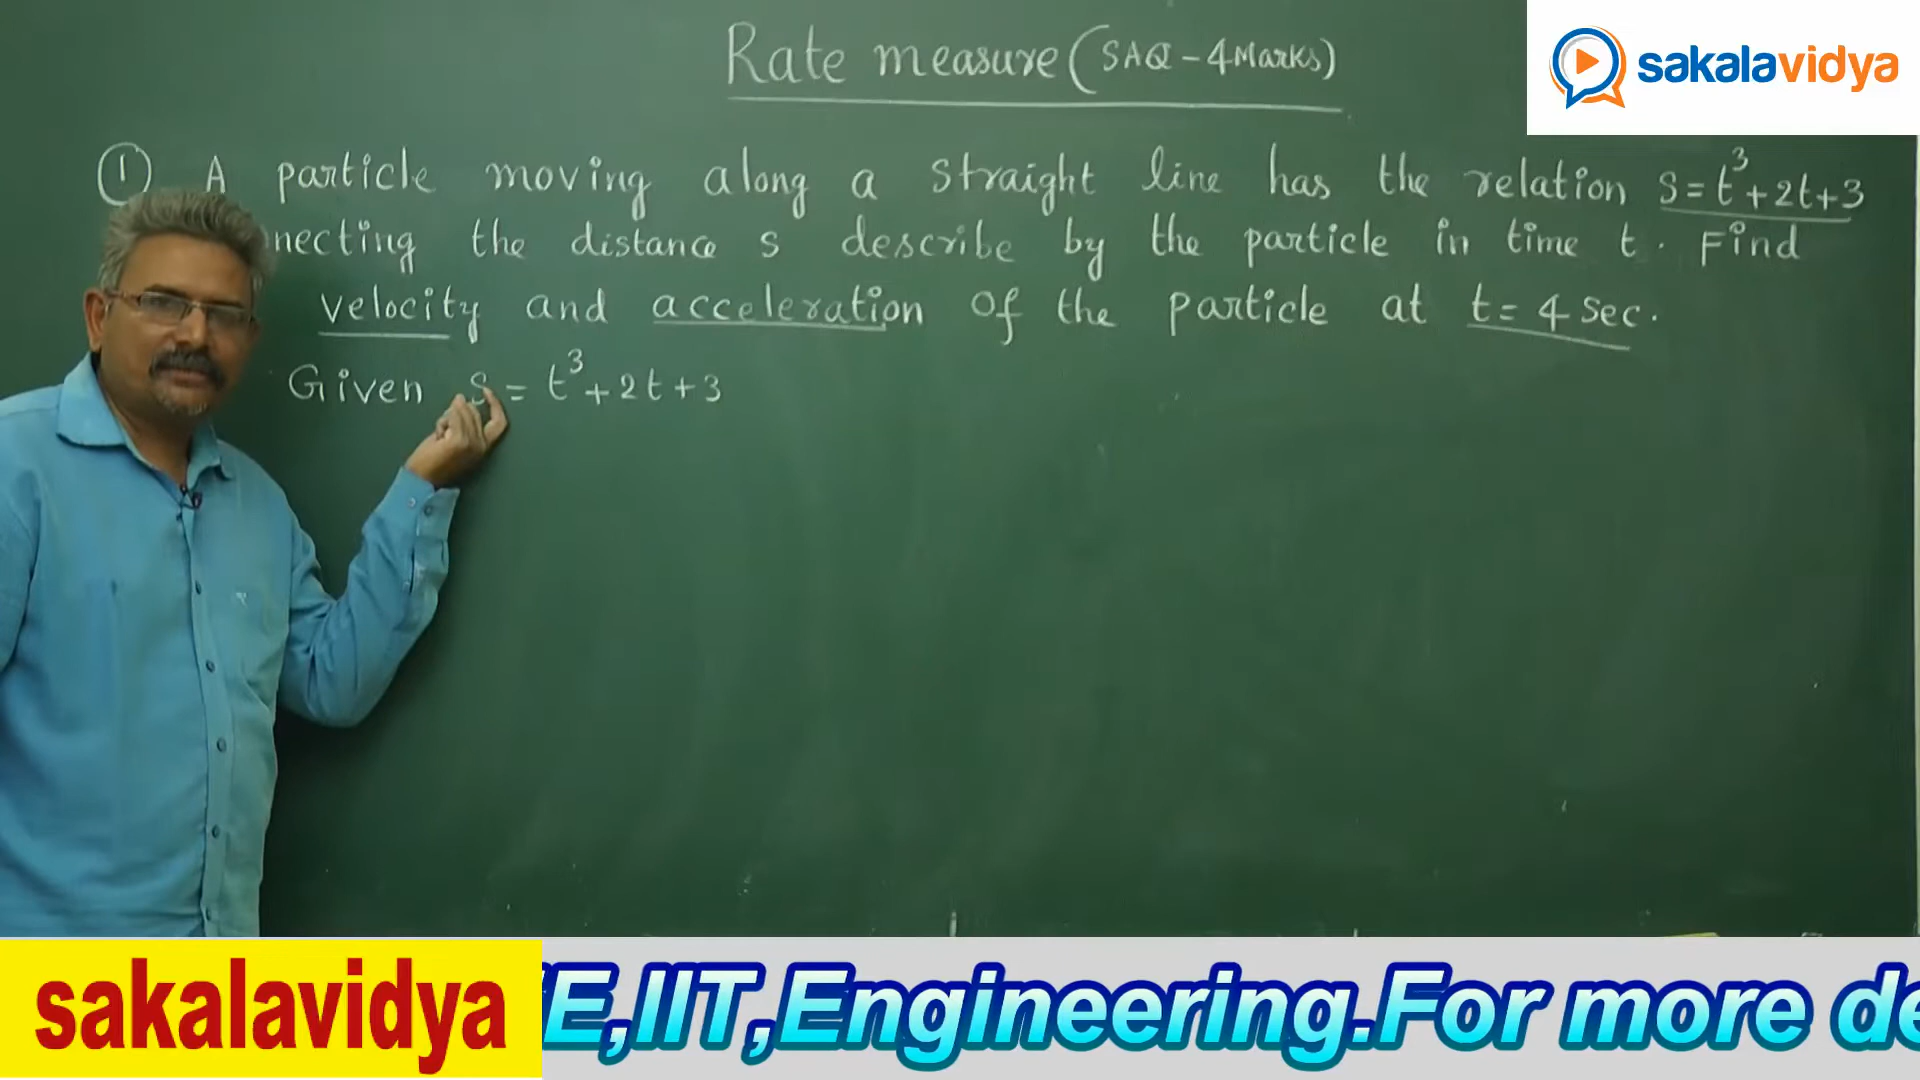 Rate measure (SAQ - 4 Marks)
sakalavidya
① A particle moving along a straight line has the relation S = t³ + 2t + 3
necting the distance s describe by the particle in time t. Find
velocity and acceleration of the particle at t = 4 sec.
Given S = t³ + 2t + 3
sakalavidya
E,IIT,Engineering.For more de